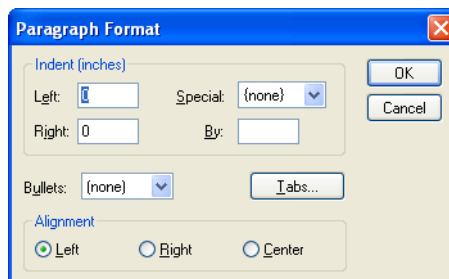 Paragraph Format
Indent (inches)
OK
Left: 0 Special: {none}
Cancel
Right: 0 By:
Bullets: (none) Tabs...
Alignment
Left Right Center